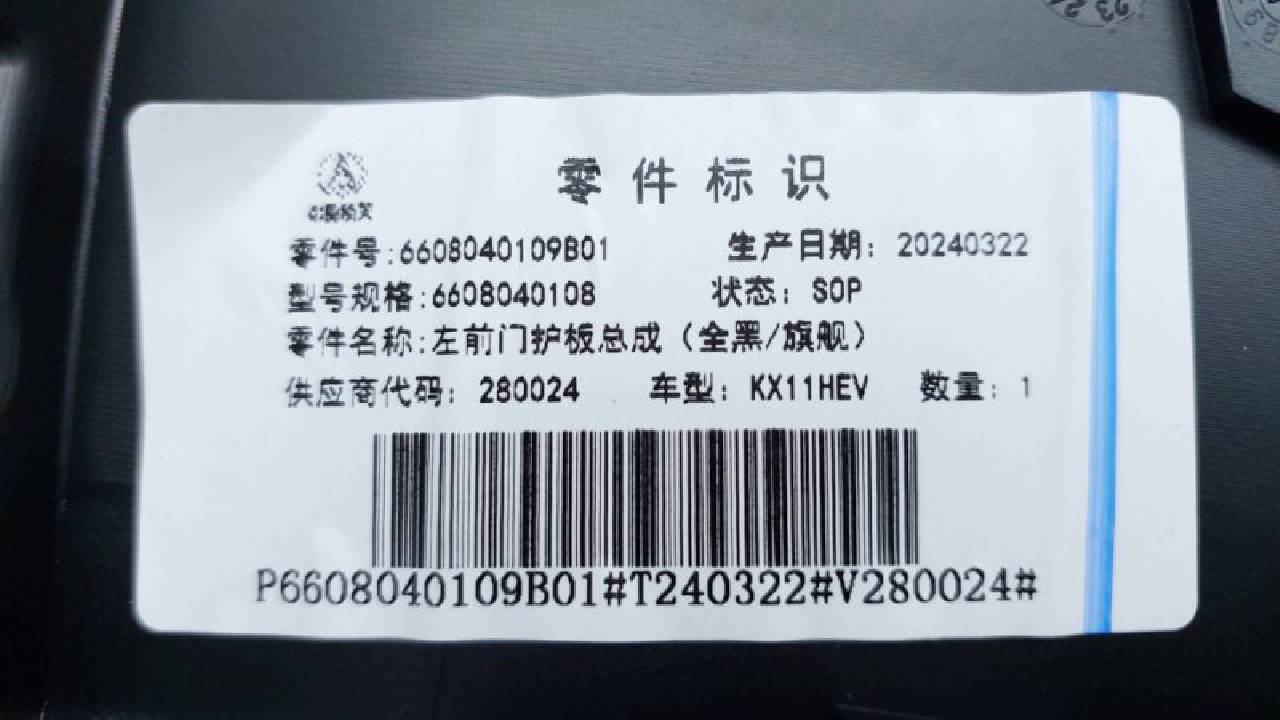 零件标识
零件号:6608040109B01 生产日期: 20240322
型号规格:6608040108 状态: SOP
零件名称:左前门护板总成（全黑/旗舰）
供应商代码: 280024 车型: KX11HEV 数量: 1
P6608040109B01#T240322#V280024#